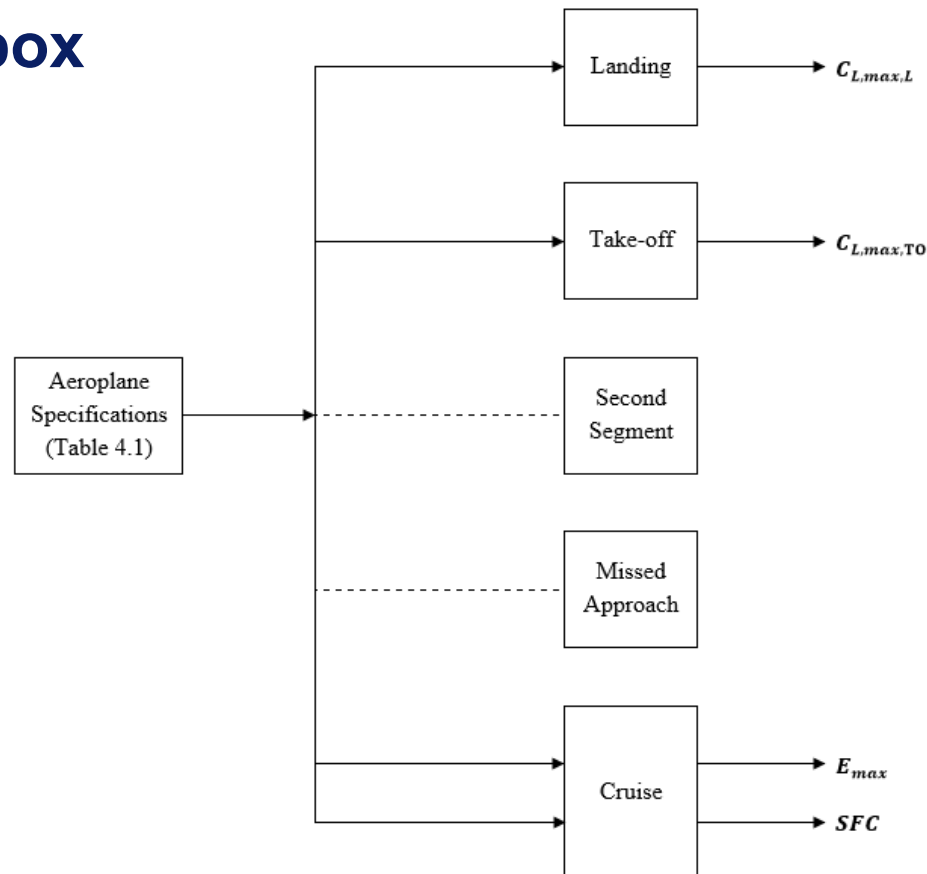 box
Landing
C_{L,max,L}
Take-off
C_{L,max,TO}
Aeroplane
Specifications
(Table 4.1)
Second
Segment
Missed
Approach
Cruise
E_{max}
SFC